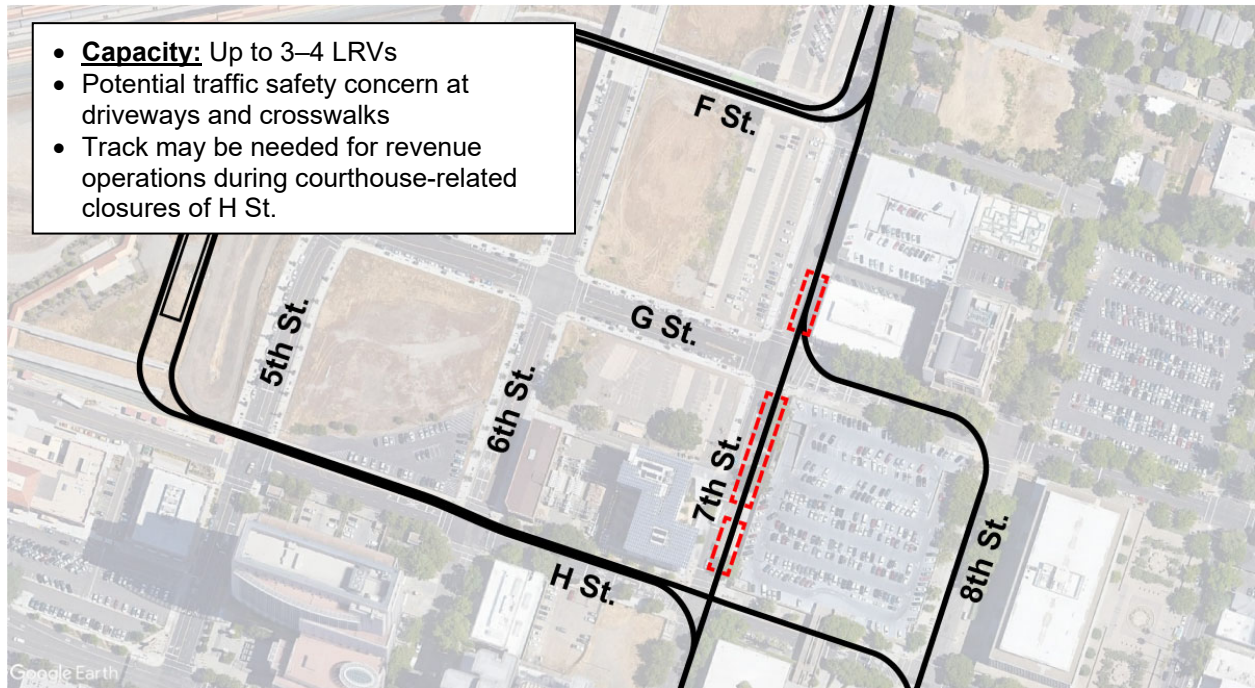 • Capacity: Up to 3–4 LRVs
• Potential traffic safety concern at
driveways and crosswalks
• Track may be needed for revenue
operations during courthouse-related
closures of H St.
F St.
G St.
5th St.
6th St.
7th St.
8th St.
H St.
Google Earth